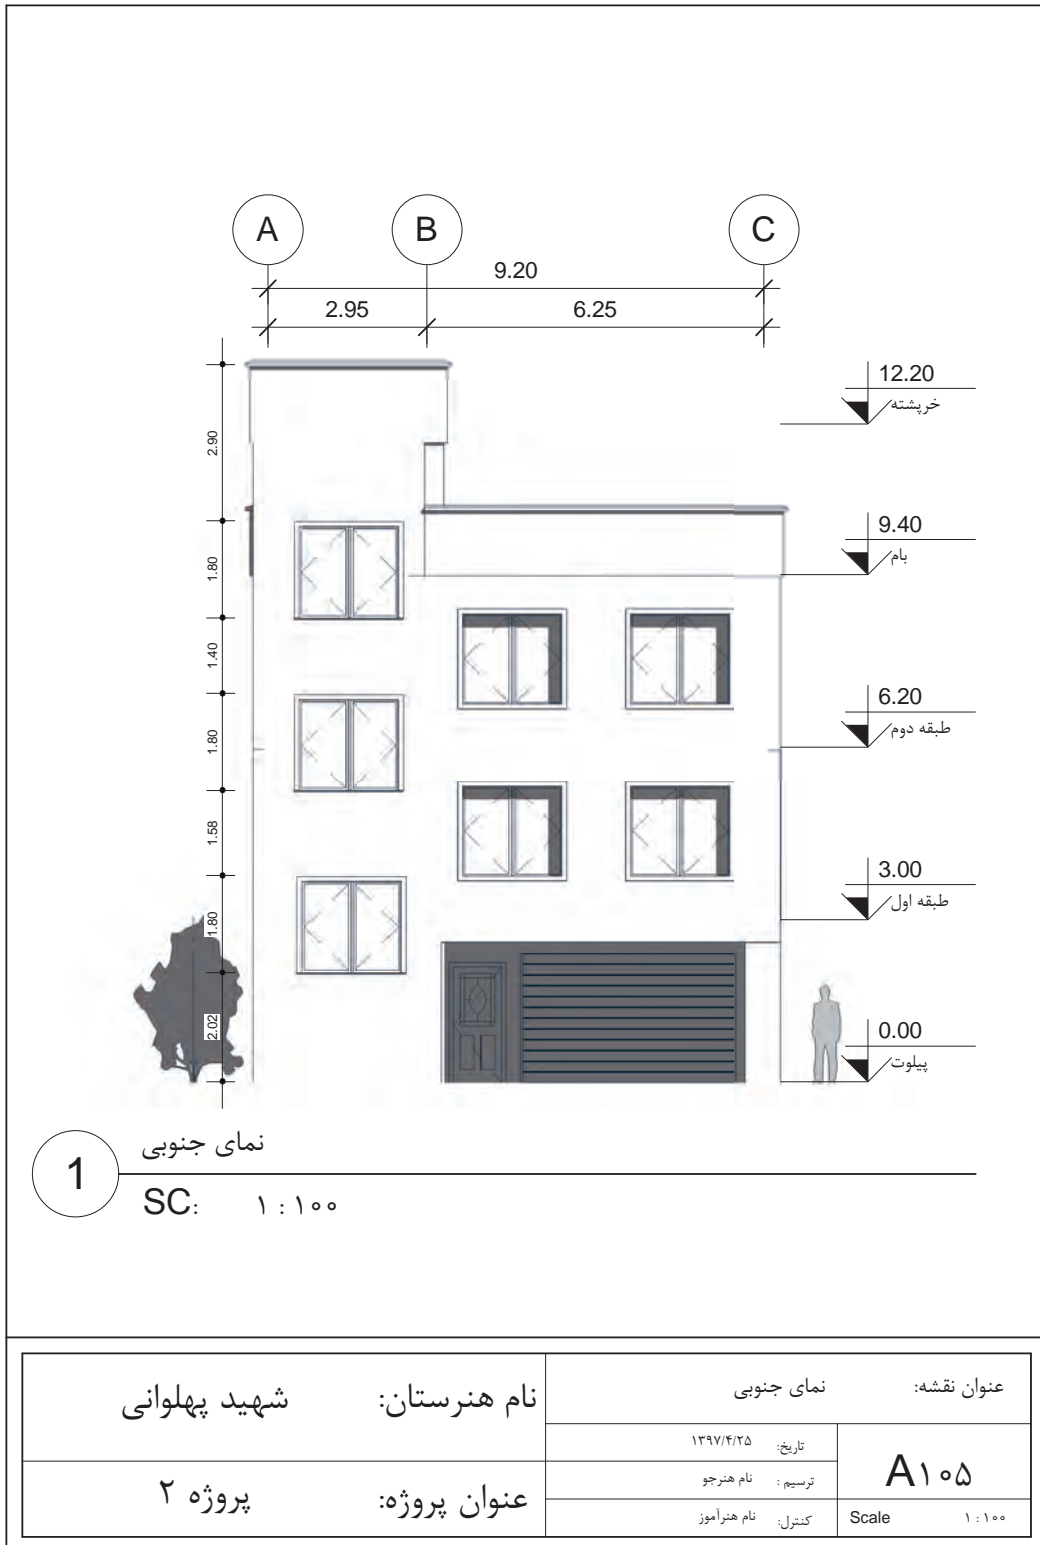 A B C
9.20
2.95 6.25
12.20
خرپشته
9.40
بام
6.20
طبقه دوم
3.00
طبقه اول
0.00
پیلوت
2.90
1.80
1.40
1.80
1.58
1.80
2.02
1
نمای جنوبی
SC: ۱ : ۱۰۰
نام هنرستان: شهید پهلوانی
عنوان پروژه: پروژه ۲
عنوان نقشه: نمای جنوبی
تاریخ: ۱۳۹۷/۴/۲۵
ترسیم : نام هنرجو
کنترل: نام هنرآموز
A۱۰۵
Scale ۱ : ۱۰۰